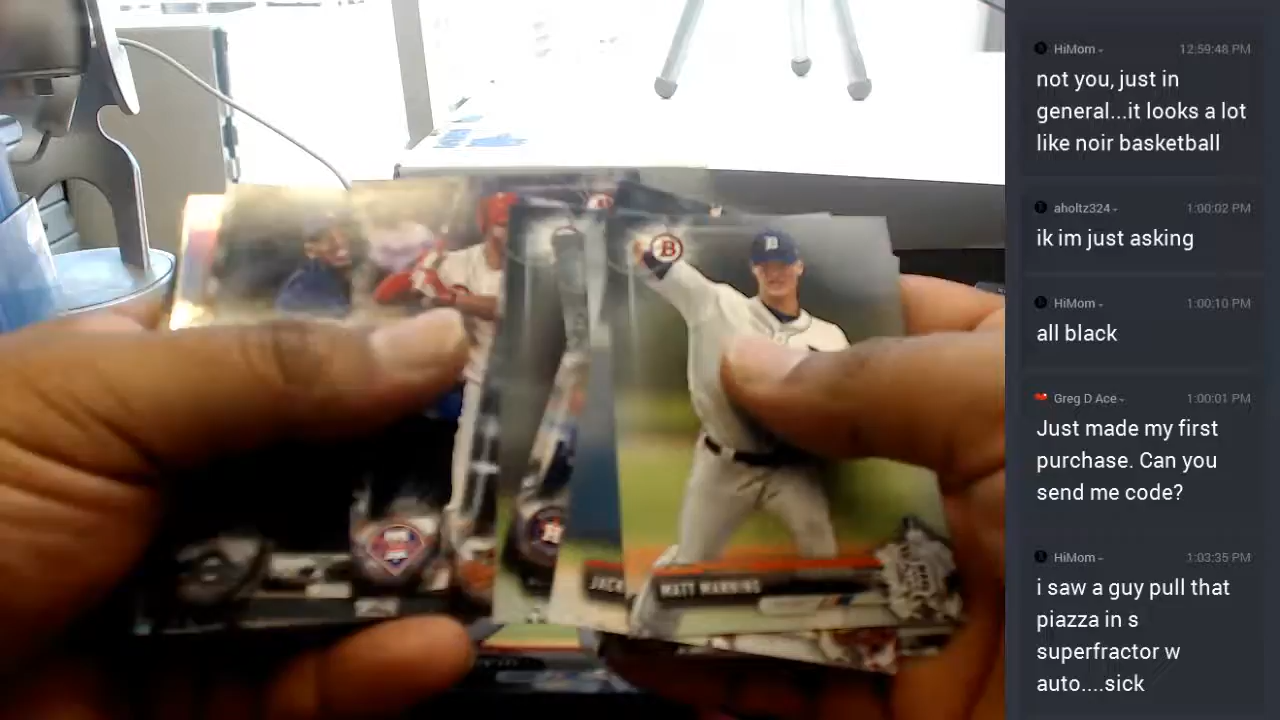 B
D
JACK
MATT MANNING
HiMom
12:59:48 PM
not you, just in
general...it looks a lot
like noir basketball
aholtz324
1:00:02 PM
ik im just asking
HiMom
1:00:10 PM
all black
Greg D Ace
1:00:01 PM
Just made my first
purchase. Can you
send me code?
HiMom
1:03:35 PM
i saw a guy pull that
piazza in s
superfractor w
auto....sick